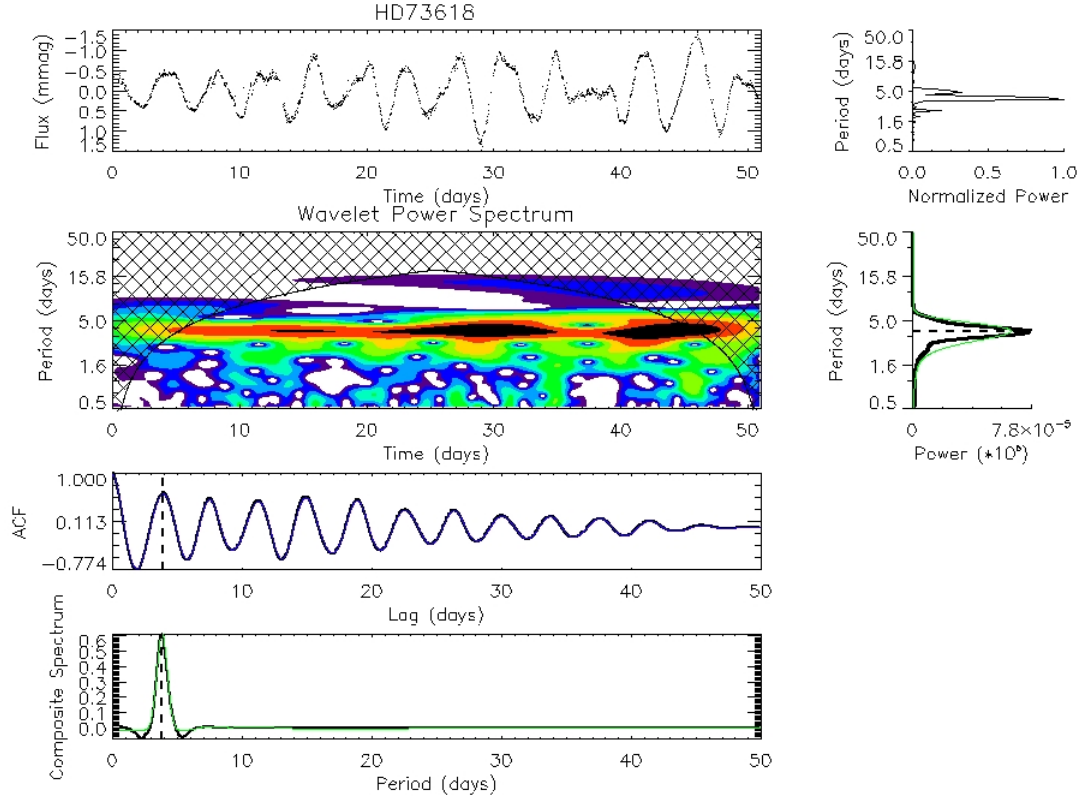 HD73618
Flux (mmag)
-1.5
-1.0
-0.5
0.0
0.5
1.0
1.5
0 10 20 30 40 50
Time (days)
Period (days)
50.0
15.8
5.0
1.6
0.5
0.0 0.5 1.0
Normalized Power
Wavelet Power Spectrum
Period (days)
50.0
15.8
5.0
1.6
0.5
0 10 20 30 40 50
Time (days)
Period (days)
50.0
15.8
5.0
1.6
0.5
0 7.8×10⁻⁵
Power (*10⁶)
ACF
1.000
0.113
-0.774
0 10 20 30 40 50
Lag (days)
Composite Spectrum
0.6
0.5
0.4
0.3
0.2
0.1
0.0
0 10 20 30 40 50
Period (days)